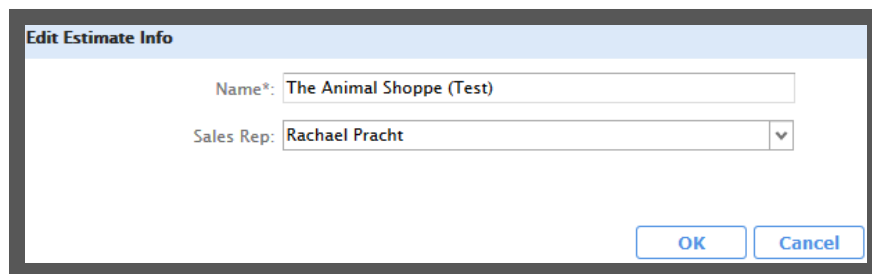 Edit Estimate Info
Name*: The Animal Shoppe (Test)
Sales Rep: Rachael Pracht
OK Cancel